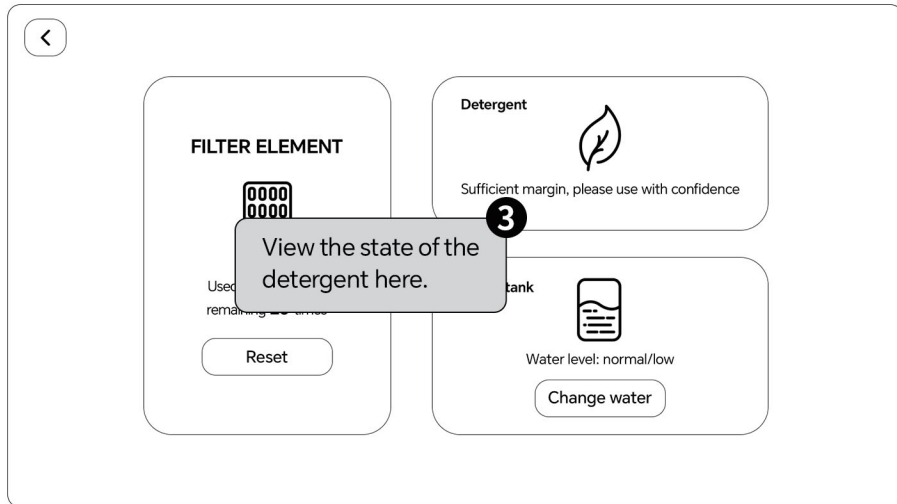 FILTER ELEMENT
0000
0000
Reset
Detergent
Sufficient margin, please use with confidence
3
View the state of the
detergent here.
tank
Water level: normal/low
Change water